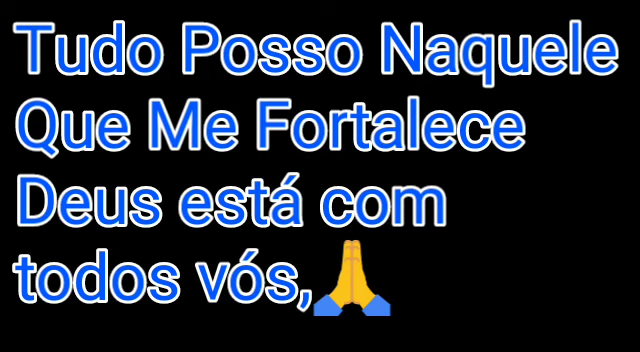 Tudo Posso Naquele
Que Me Fortalece
Deus está com
todos vós,🙏